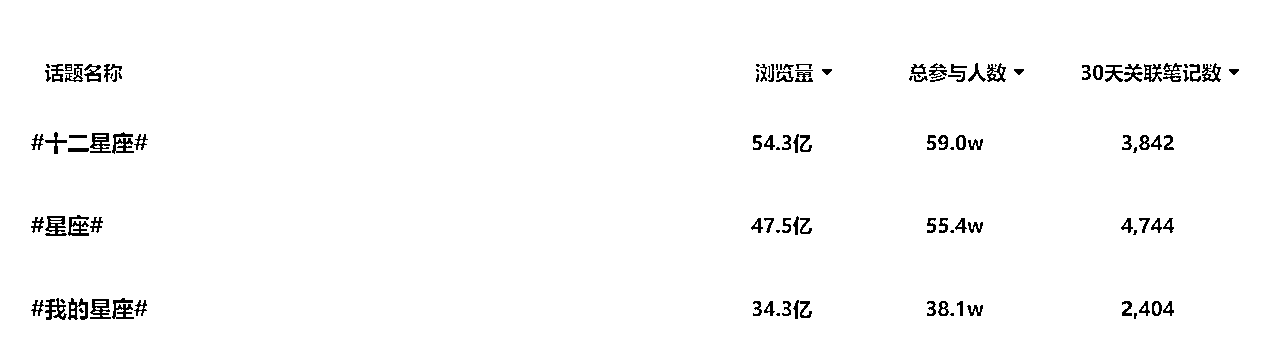 话题名称 浏览量 总参与人数 30天关联笔记数
#十二星座# 54.3亿 59.0w 3,842
#星座# 47.5亿 55.4w 4,744
#我的星座# 34.3亿 38.1w 2,404